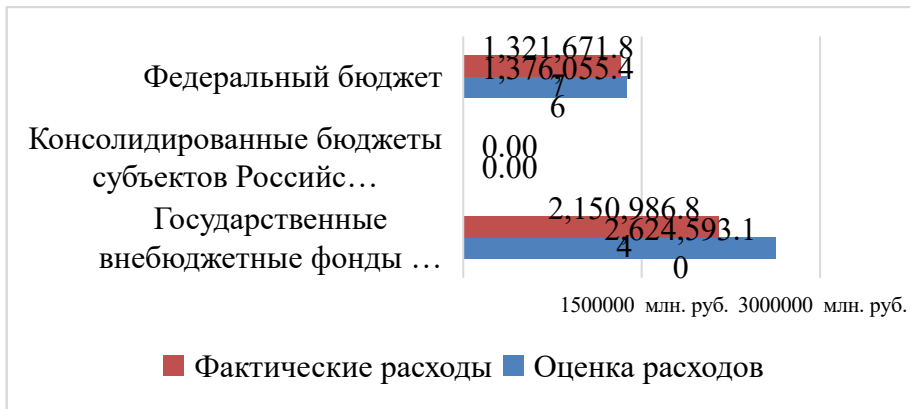 1,321,671.8
7
Федеральный бюджет
1,376,055.4
6
Консолидированные бюджеты
субъектов Российс…
0.00
0.00
Государственные
внебюджетные фонды …
2,150,986.8
4
2,624,593.1
0
1500000 млн. руб. 3000000 млн. руб.
Фактические расходы Оценка расходов